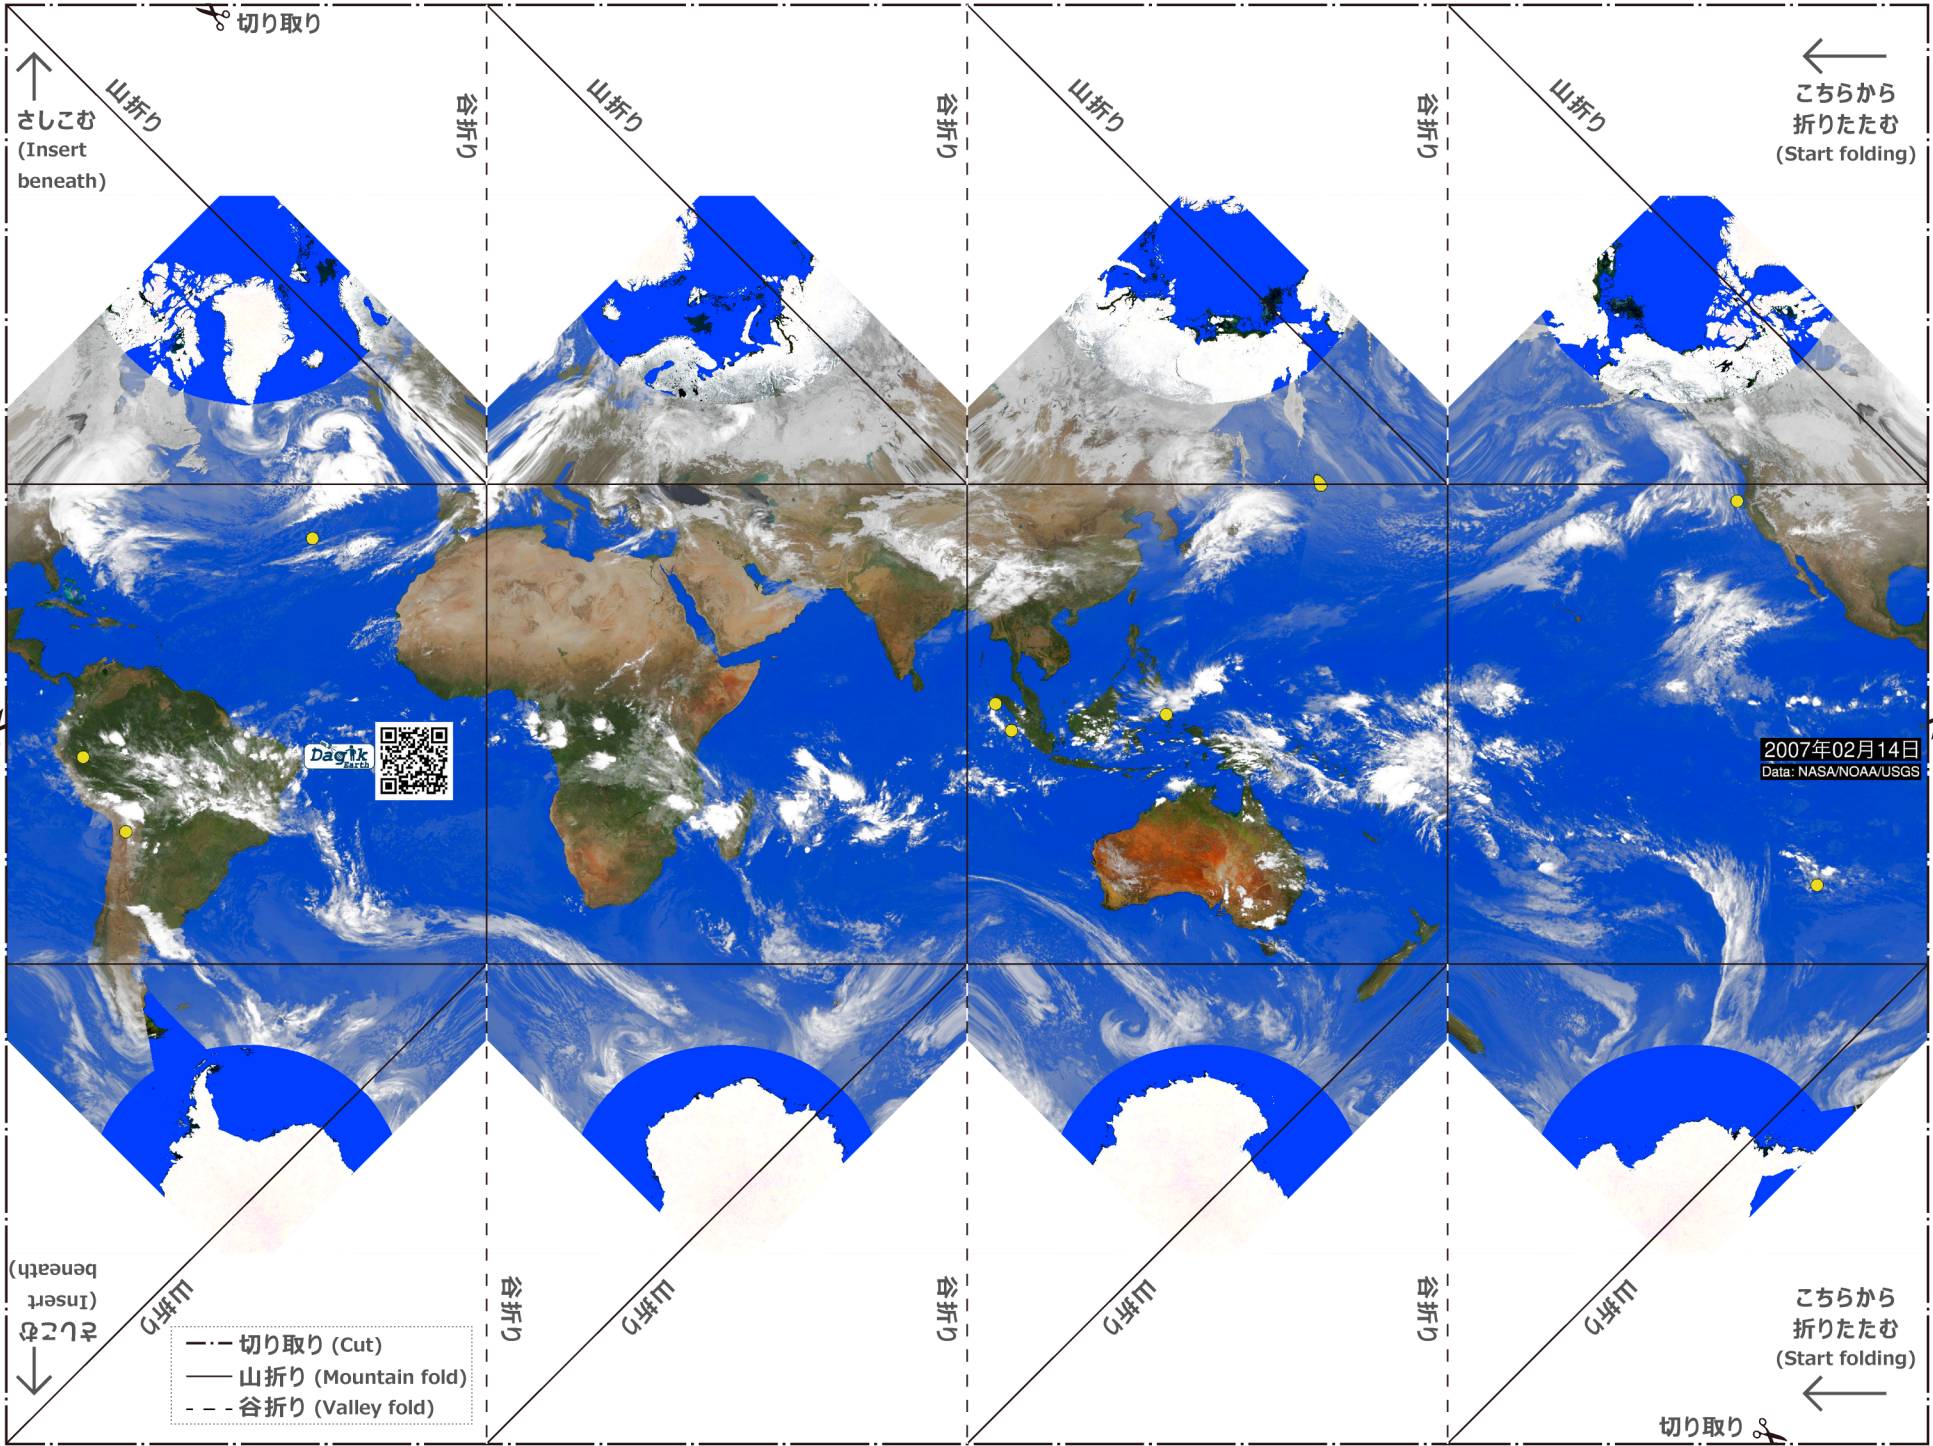 切り取り
山折り
谷折り
山折り
谷折り
山折り
谷折り
山折り
さしこむ
(Insert
beneath)
こちらから
折りたたむ
(Start folding)
Dagik
Earth
2007年02月14日
Data: NASA/NOAA/USGS
さしこむ
(Insert
beneath)
山折り
谷折り
山折り
谷折り
山折り
谷折り
山折り
切り取り (Cut)
山折り (Mountain fold)
谷折り (Valley fold)
こちらから
折りたたむ
(Start folding)
切り取り